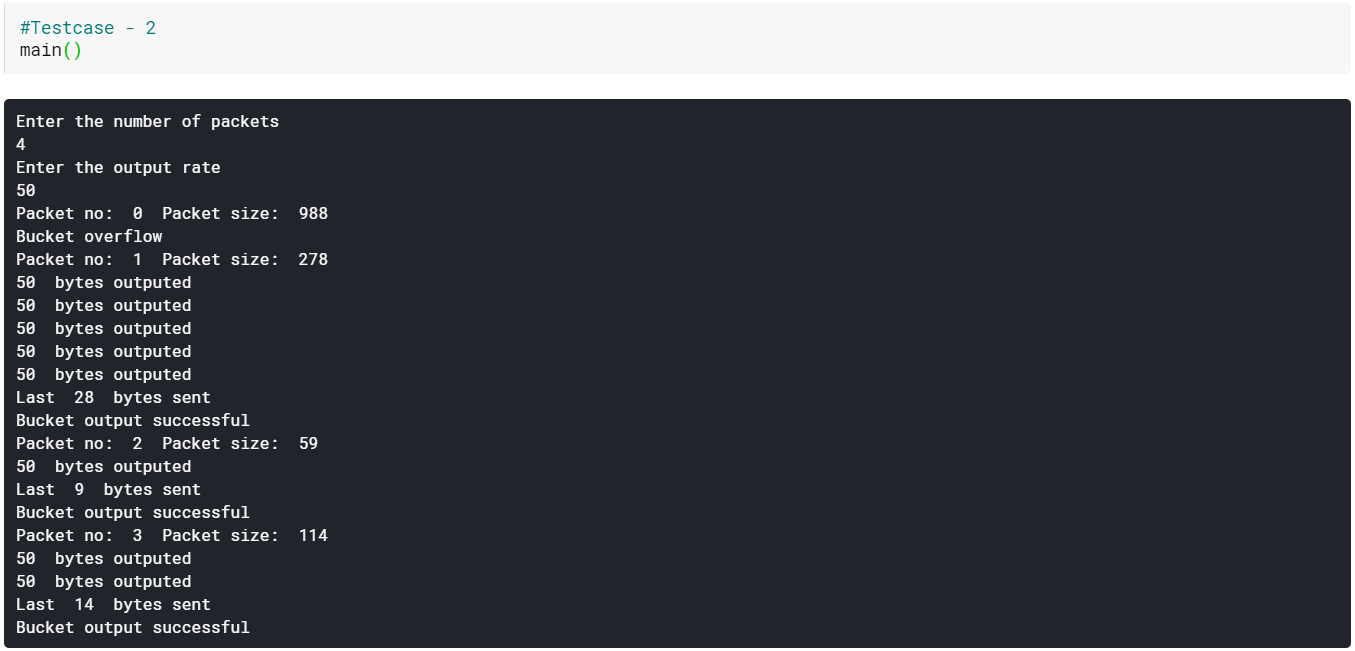 #Testcase - 2
main()
Enter the number of packets
4
Enter the output rate
50
Packet no:  0  Packet size:  988
Bucket overflow
Packet no:  1  Packet size:  278
50  bytes outputed
50  bytes outputed
50  bytes outputed
50  bytes outputed
50  bytes outputed
Last  28  bytes sent
Bucket output successful
Packet no:  2  Packet size:  59
50  bytes outputed
Last  9  bytes sent
Bucket output successful
Packet no:  3  Packet size:  114
50  bytes outputed
50  bytes outputed
Last  14  bytes sent
Bucket output successful